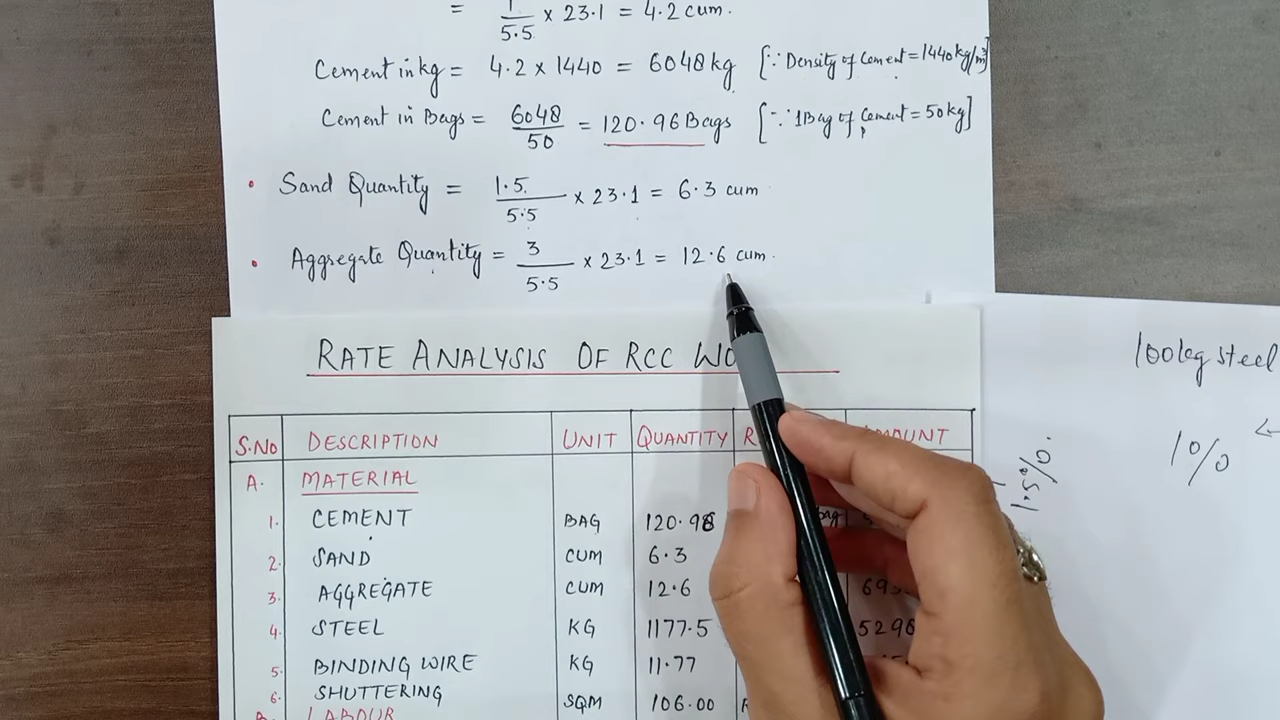 = 1/5.5 × 23.1 = 4.2 cum.
Cement in kg = 4.2 × 1440 = 6048 kg [∵ Density of Cement = 1440 kg/m³]
Cement in Bags = 6048/50 = 120.96 Bags [∵ 1 Bag of Cement = 50 kg]
• Sand Quantity = 1.5/5.5 × 23.1 = 6.3 cum
• Aggregate Quantity = 3/5.5 × 23.1 = 12.6 cum.
RATE ANALYSIS OF RCC WO
S.NO DESCRIPTION UNIT QUANTITY R AMOUNT
A. MATERIAL
1. CEMENT BAG 120.98 bag
2. SAND CUM 6.3
3. AGGREGATE CUM 12.6 69
4. STEEL KG 1177.5 5298
5. BINDING WIRE KG 11.77
6. SHUTTERING SQM 106.00 R
B. LABOUR
100kg steel
1%
1.5%